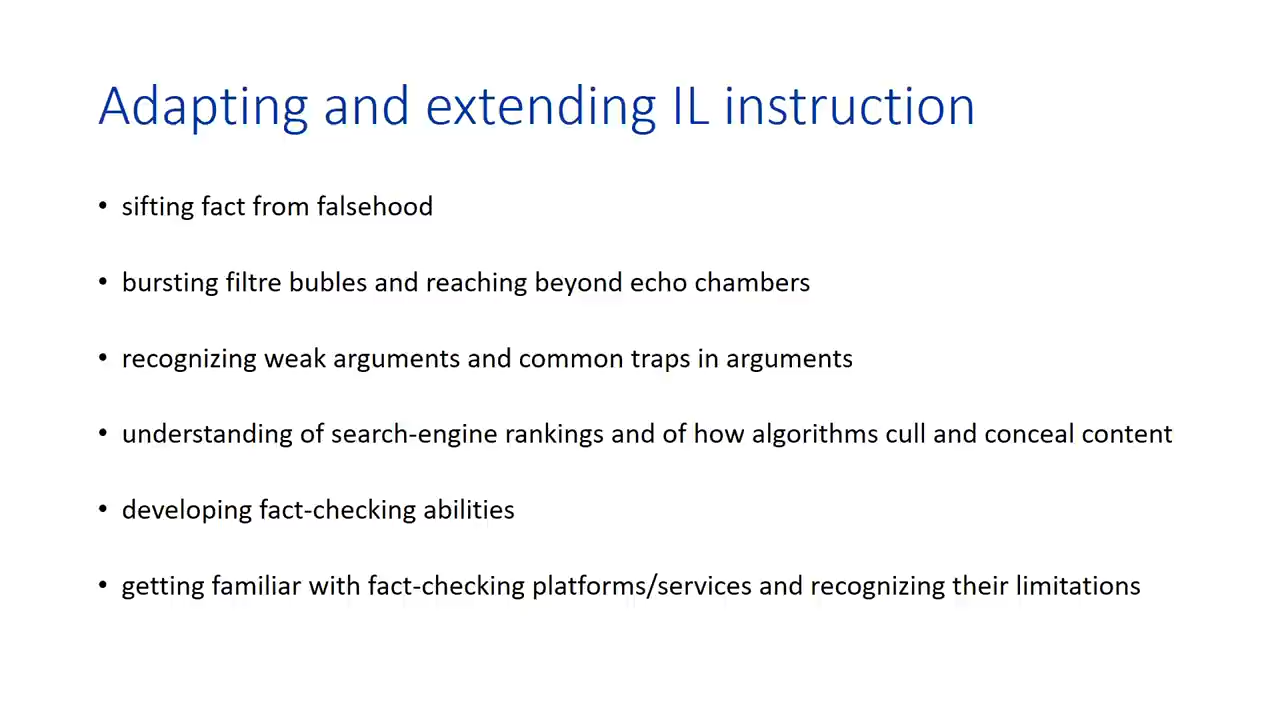 Adapting and extending IL instruction
• sifting fact from falsehood
• bursting filtre bubles and reaching beyond echo chambers
• recognizing weak arguments and common traps in arguments
• understanding of search-engine rankings and of how algorithms cull and conceal content
• developing fact-checking abilities
• getting familiar with fact-checking platforms/services and recognizing their limitations